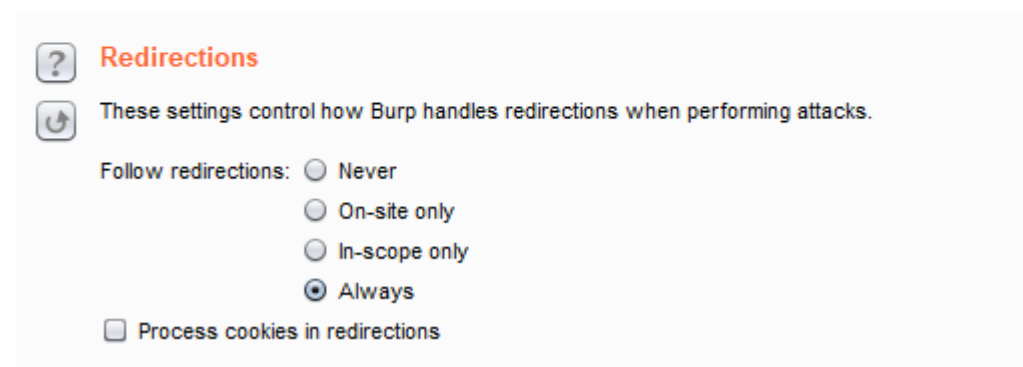 Redirections
These settings control how Burp handles redirections when performing attacks.
Follow redirections: Never
On-site only
In-scope only
Always
Process cookies in redirections